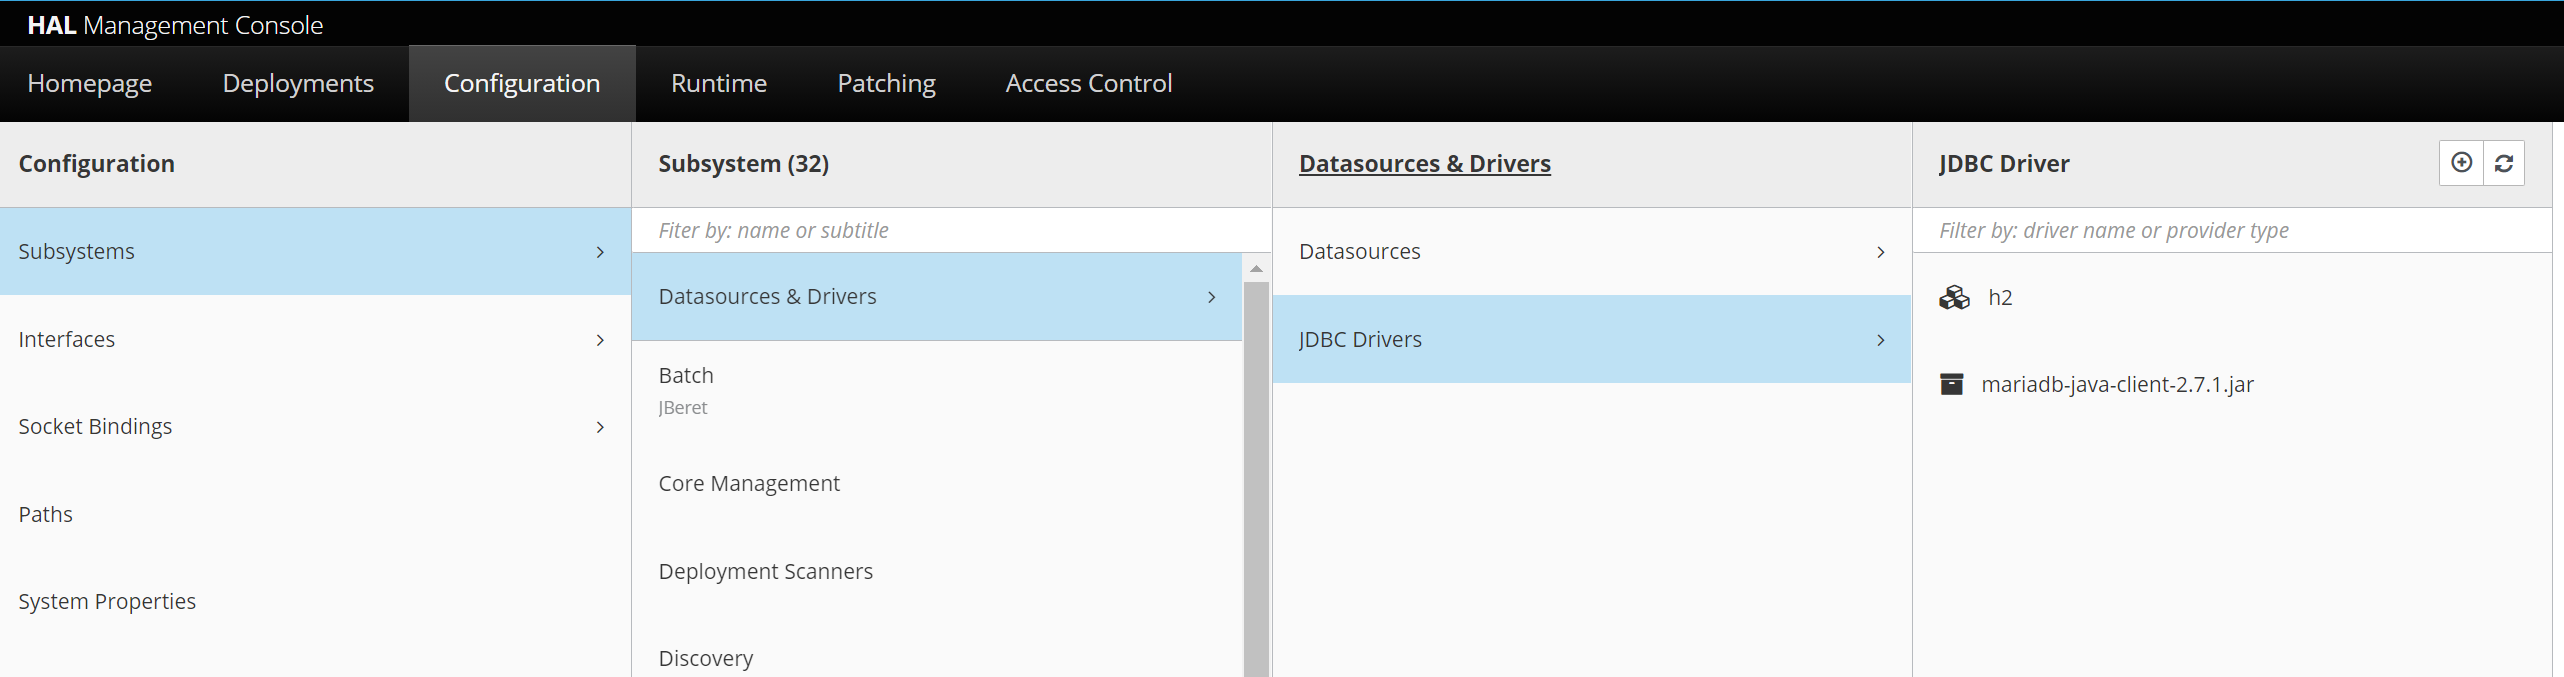 HAL Management Console
Homepage Deployments Configuration Runtime Patching Access Control
Configuration
Subsystems
Interfaces
Socket Bindings
Paths
System Properties
Subsystem (32)
Fiter by: name or subtitle
Datasources & Drivers
Batch
JBeret
Core Management
Deployment Scanners
Discovery
Datasources & Drivers
Datasources
JDBC Drivers
JDBC Driver
Filter by: driver name or provider type
h2
mariadb-java-client-2.7.1.jar